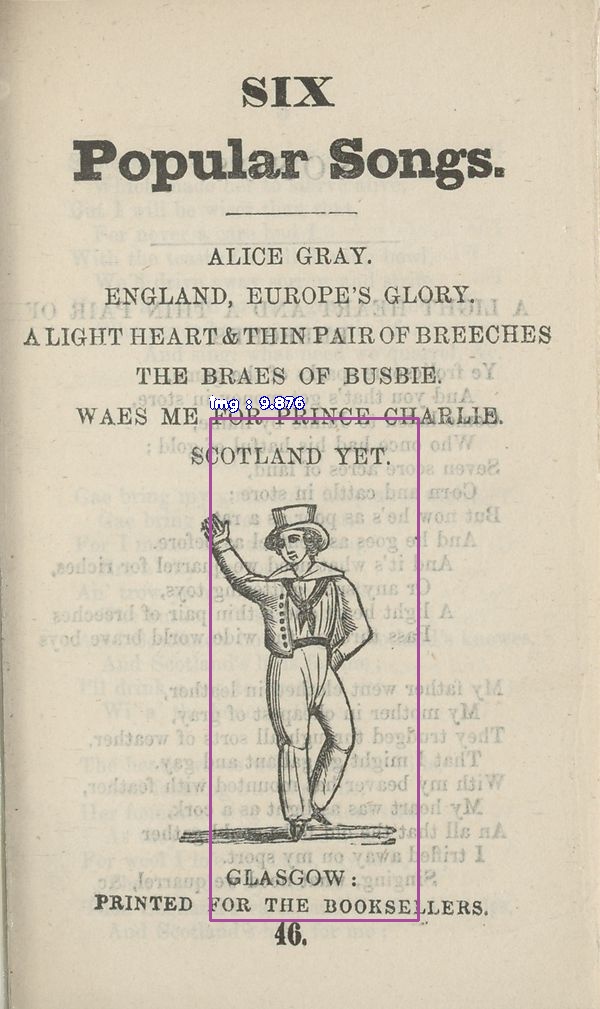 SIX
Popular Songs.
ALICE GRAY.
ENGLAND, EUROPE'S GLORY.
A LIGHT HEART & THIN PAIR OF BREECHES
THE BRAES OF BUSBIE.
img : 9.876
WAES ME FOR PRINCE CHARLIE.
SCOTLAND YET.
GLASGOW:
PRINTED FOR THE BOOKSELLERS.
46.